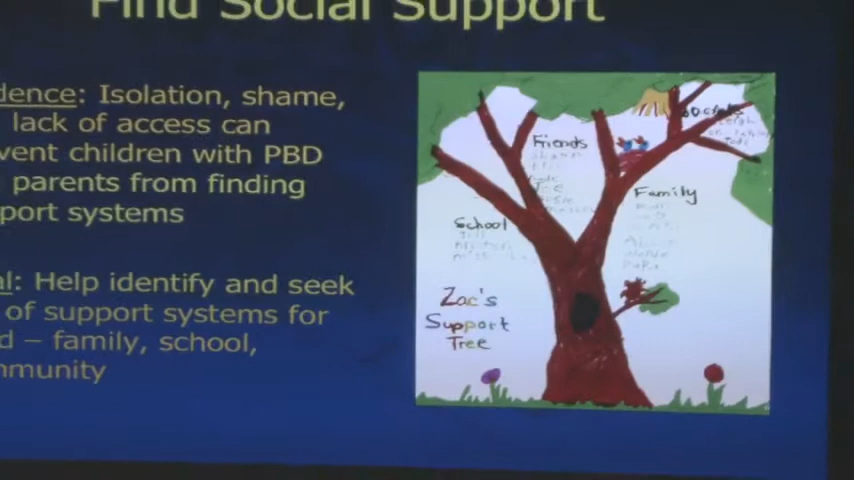 Find Social Support
dence: Isolation, shame,
lack of access can
vent children with PBD
parents from finding
port systems
al: Help identify and seek
of support systems for
d – family, school,
mmunity
Friends
Family
School
Zac's
Support
Tree